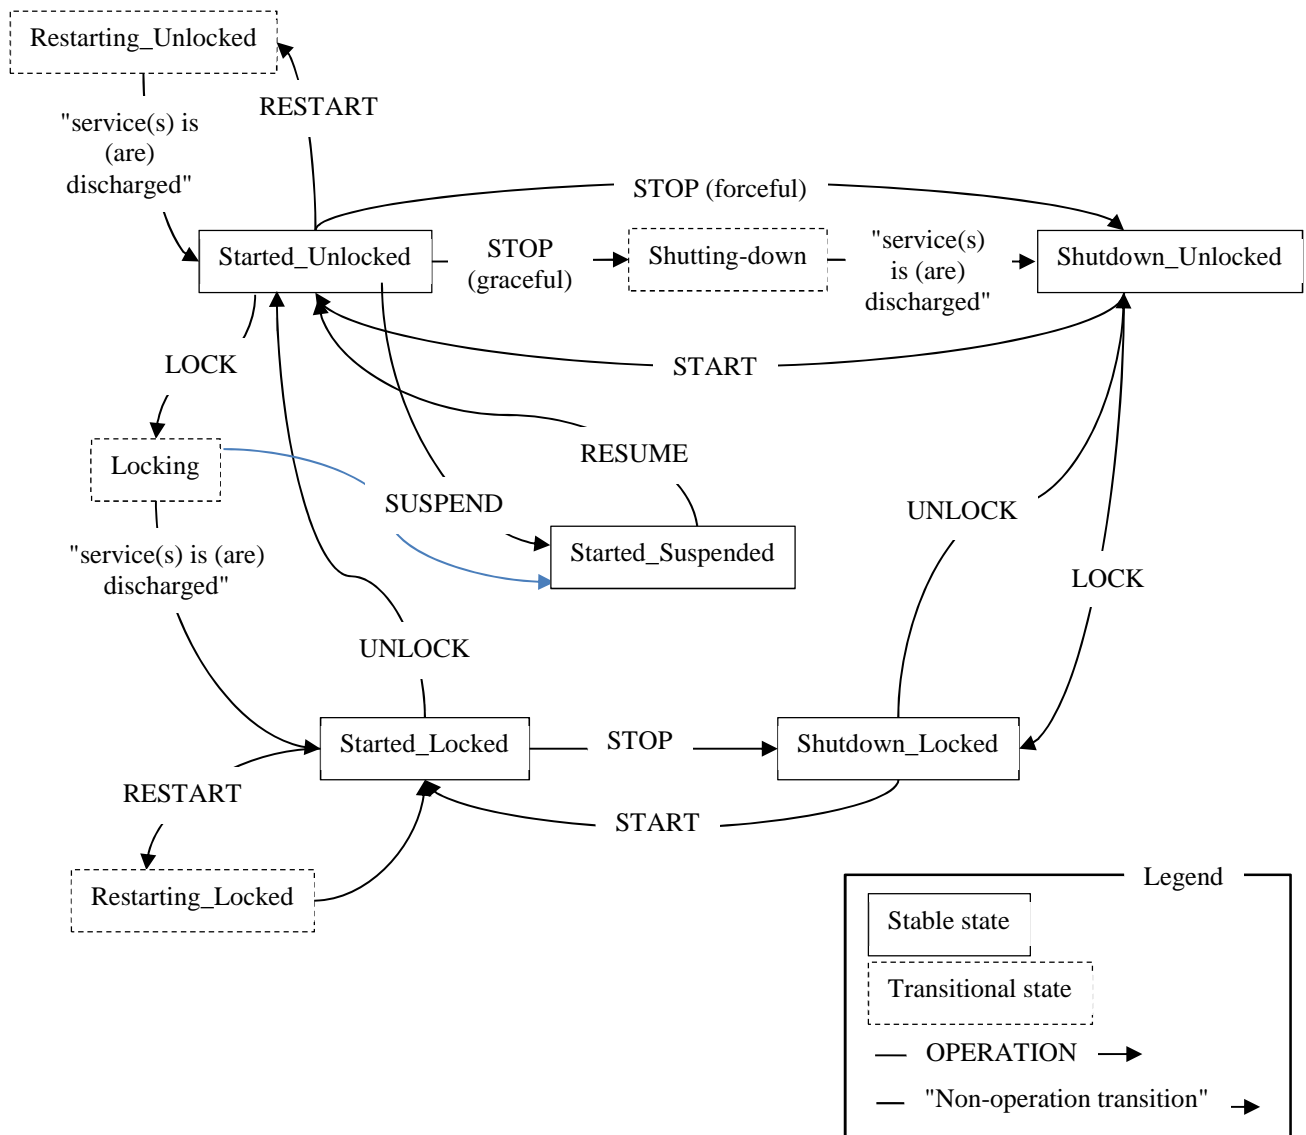 Restarting_Unlocked
RESTART
"service(s) is
(are)
discharged"
STOP (forceful)
Started_Unlocked
STOP
(graceful)
Shutting-down
"service(s)
is (are)
discharged"
Shutdown_Unlocked
LOCK
START
Locking
RESUME
SUSPEND
UNLOCK
"service(s) is (are)
discharged"
Started_Suspended
LOCK
UNLOCK
Started_Locked
STOP
Shutdown_Locked
RESTART
START
Restarting_Locked
Legend
Stable state
Transitional state
OPERATION
"Non-operation transition"